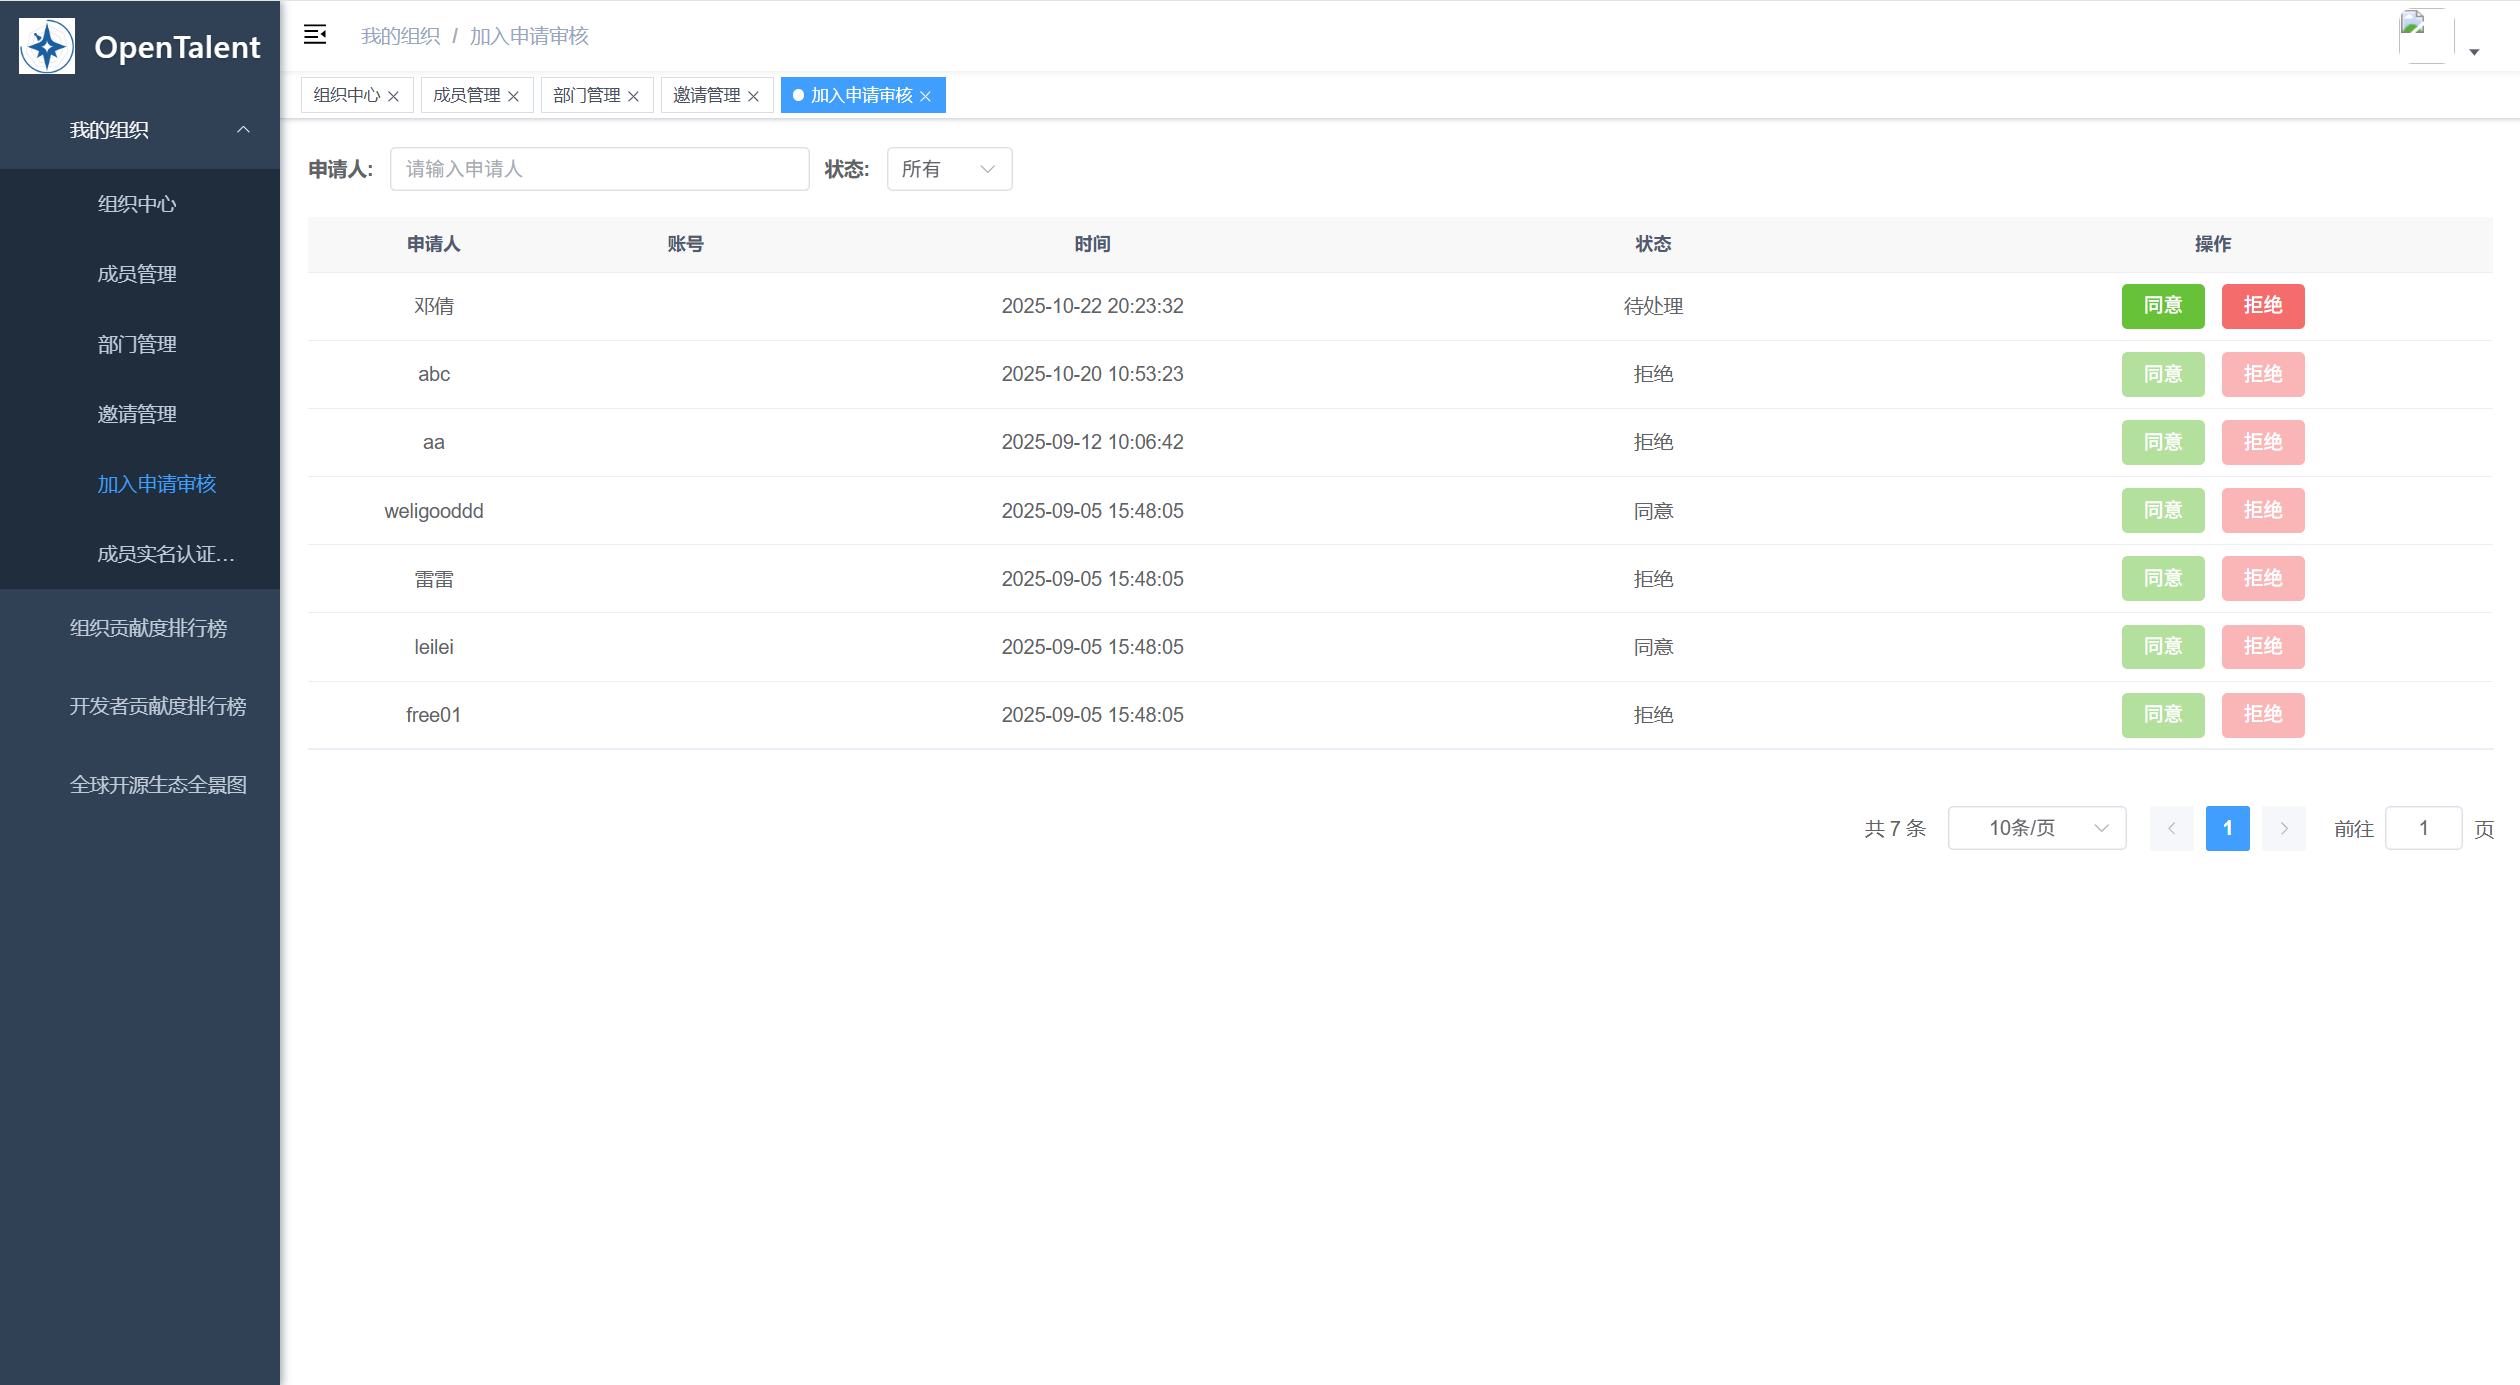 OpenTalent
我的组织
组织中心
成员管理
部门管理
邀请管理
加入申请审核
成员实名认证...
组织贡献度排行榜
开发者贡献度排行榜
全球开源生态全景图
我的组织 / 加入申请审核
组织中心 成员管理 部门管理 邀请管理 加入申请审核
申请人: 请输入申请人 状态: 所有
申请人 账号 时间 状态 操作
邓倩 2025-10-22 20:23:32 待处理 同意 拒绝
abc 2025-10-20 10:53:23 拒绝 同意 拒绝
aa 2025-09-12 10:06:42 拒绝 同意 拒绝
weligooddd 2025-09-05 15:48:05 同意 同意 拒绝
雷雷 2025-09-05 15:48:05 拒绝 同意 拒绝
leilei 2025-09-05 15:48:05 同意 同意 拒绝
free01 2025-09-05 15:48:05 拒绝 同意 拒绝
共 7 条 10条/页 1 前往 1 页